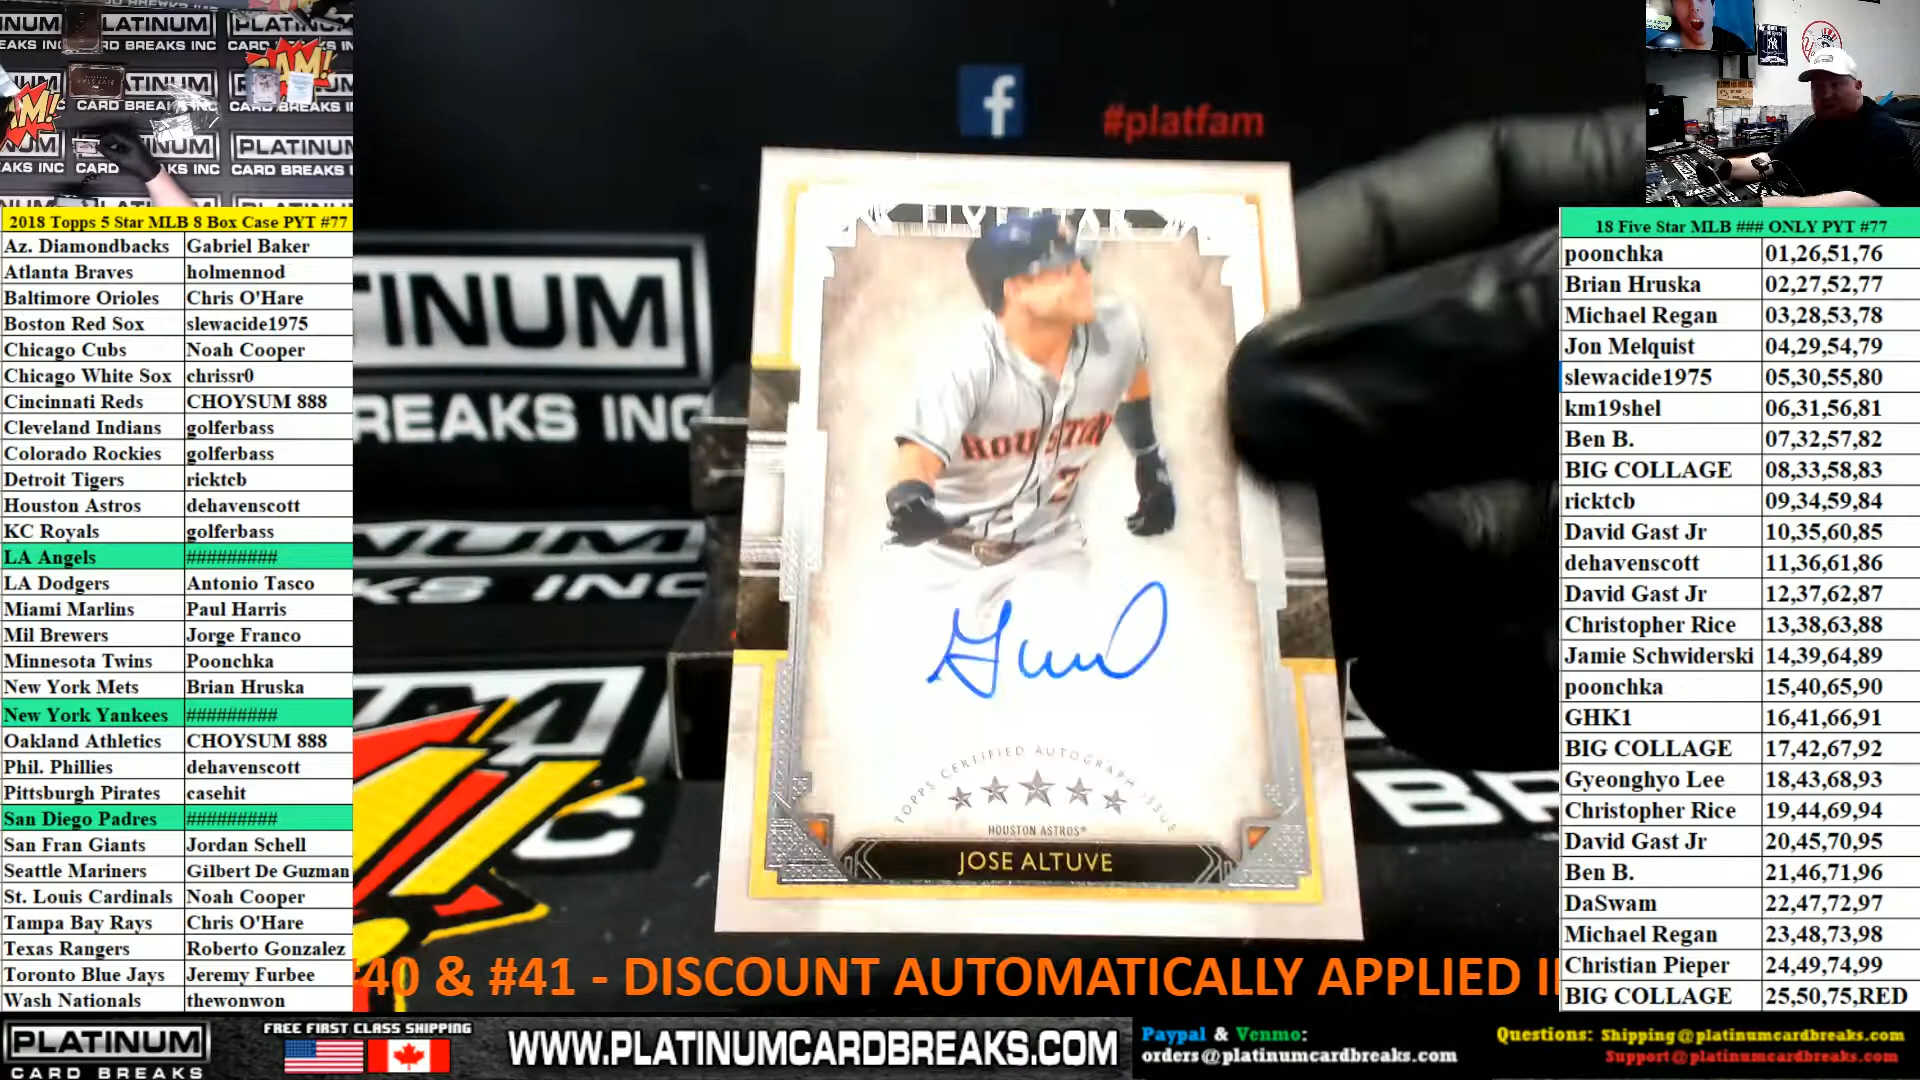 2018 Topps 5 Star MLB 8 Box Case PYT #77
Az. Diamondbacks Gabriel Baker
Atlanta Braves holmennod
Baltimore Orioles Chris O'Hare
Boston Red Sox slewacide1975
Chicago Cubs Noah Cooper
Chicago White Sox chrissr0
Cincinnati Reds CHOYSUM 888
Cleveland Indians golferbass
Colorado Rockies golferbass
Detroit Tigers ricktcb
Houston Astros dehavenscott
KC Royals golferbass
LA Angels #########
LA Dodgers Antonio Tasco
Miami Marlins Paul Harris
Mil Brewers Jorge Franco
Minnesota Twins Poonchka
New York Mets Brian Hruska
New York Yankees #########
Oakland Athletics CHOYSUM 888
Phil. Phillies dehavenscott
Pittsburgh Pirates casehit
San Diego Padres #########
San Fran Giants Jordan Schell
Seattle Mariners Gilbert De Guzman
St. Louis Cardinals Noah Cooper
Tampa Bay Rays Chris O'Hare
Texas Rangers Roberto Gonzalez
Toronto Blue Jays Jeremy Furbee
Wash Nationals thewonwon
f
#platfam
HOUSTON
TOPPS CERTIFIED AUTOGRAPH ISSUE
HOUSTON ASTROS®
JOSE ALTUVE
TINUM
REAKS INC
PLATINUM
CARD BREAKS INC
BAM!
18 Five Star MLB ### ONLY PYT #77
poonchka 01,26,51,76
Brian Hruska 02,27,52,77
Michael Regan 03,28,53,78
Jon Melquist 04,29,54,79
slewacide1975 05,30,55,80
km19shel 06,31,56,81
Ben B. 07,32,57,82
BIG COLLAGE 08,33,58,83
ricktcb 09,34,59,84
David Gast Jr 10,35,60,85
dehavenscott 11,36,61,86
David Gast Jr 12,37,62,87
Christopher Rice 13,38,63,88
Jamie Schwiderski 14,39,64,89
poonchka 15,40,65,90
GHK1 16,41,66,91
BIG COLLAGE 17,42,67,92
Gyeonghyo Lee 18,43,68,93
Christopher Rice 19,44,69,94
David Gast Jr 20,45,70,95
Ben B. 21,46,71,96
DaSwam 22,47,72,97
Michael Regan 23,48,73,98
Christian Pieper 24,49,74,99
BIG COLLAGE 25,50,75,RED
40 & #41 - DISCOUNT AUTOMATICALLY APPLIED I
PLATINUM
CARD BREAKS
FREE FIRST CLASS SHIPPING
WWW.PLATINUMCARDBREAKS.COM
Paypal & Venmo:
orders@platinumcardbreaks.com
Questions: Shipping@platinumcardbreaks.com
Support@platinumcardbreaks.com